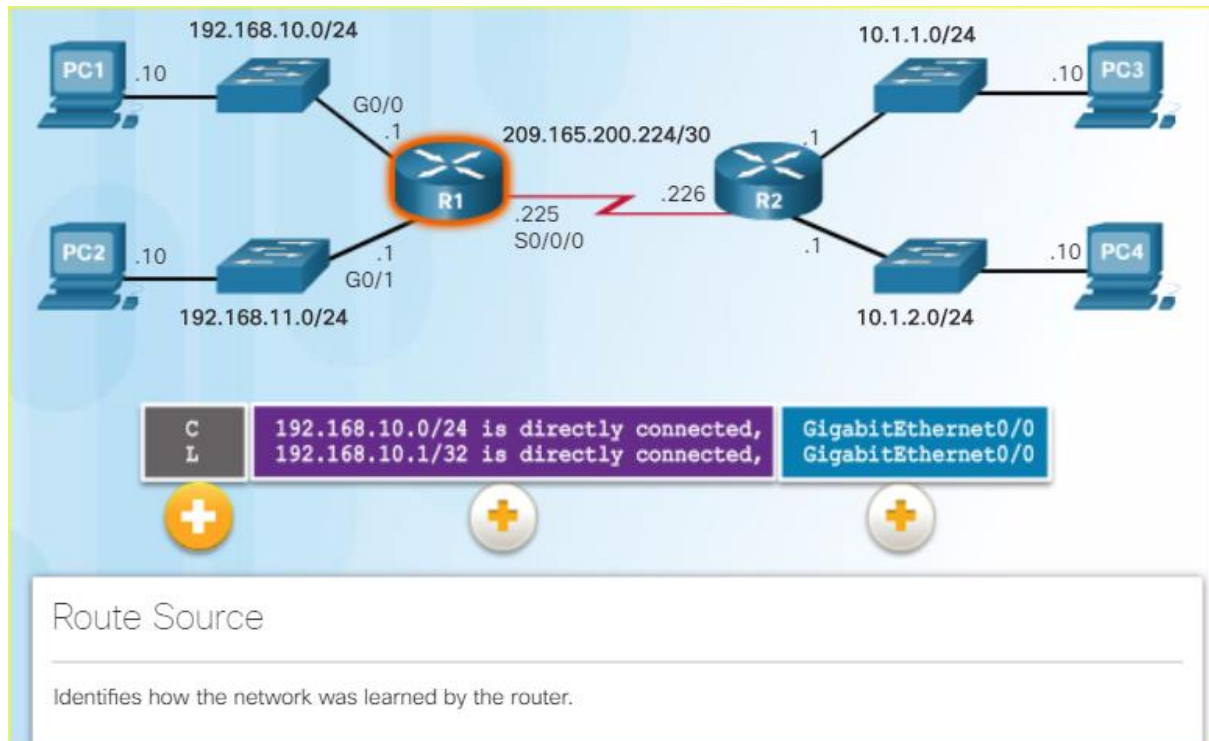 192.168.10.0/24
10.1.1.0/24
PC1
.10
.10
PC3
G0/0
.1
209.165.200.224/30
.1
R1
.225
S0/0/0
.226
R2
PC2
.10
.1
G0/1
.1
.10
PC4
192.168.11.0/24
10.1.2.0/24
C 192.168.10.0/24 is directly connected, GigabitEthernet0/0
L 192.168.10.1/32 is directly connected, GigabitEthernet0/0
Route Source
Identifies how the network was learned by the router.